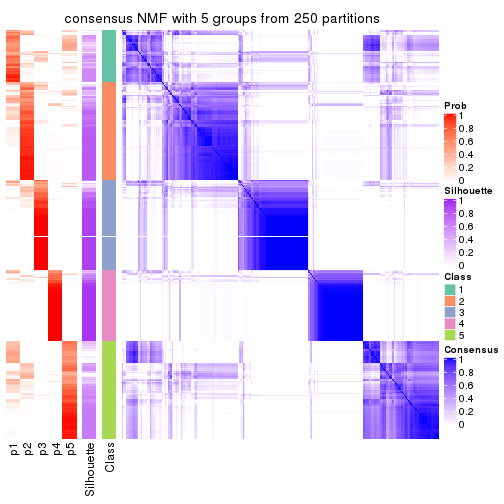 consensus NMF with 5 groups from 250 partitions
Prob
1
0.8
0.6
0.4
0.2
0
Silhouette
1
0.8
0.6
0.4
0.2
0
Class
1
2
3
4
5
Consensus
1
0.8
0.6
0.4
0.2
0
p1
p2
p3
p4
p5
Silhouette
Class